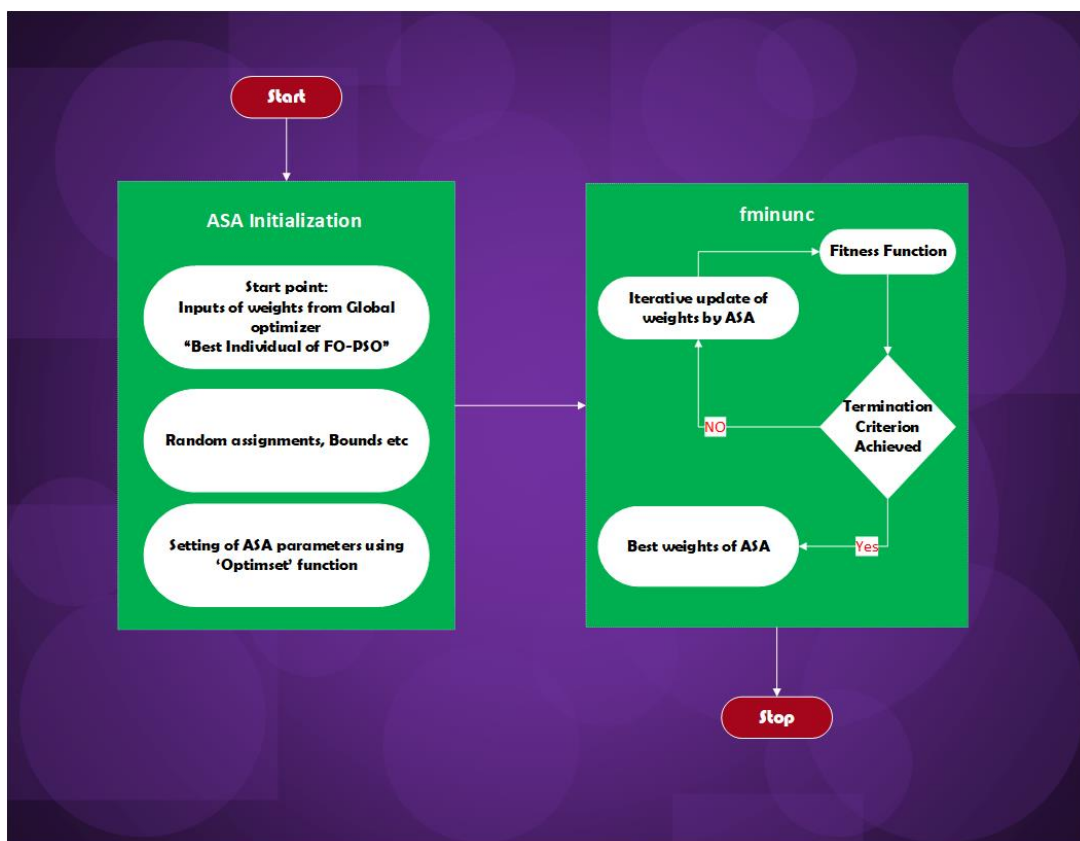 Start
ASA Initialization
Start point:
Inputs of weights from Global
optimizer
“Best Individual of FO-PSO”
Random assignments, Bounds etc
Setting of ASA parameters using
‘Optimset’ function
fminunc
Fitness Function
Iterative update of
weights by ASA
Termination
Criterion
Achieved
NO
Yes
Best weights of ASA
Stop